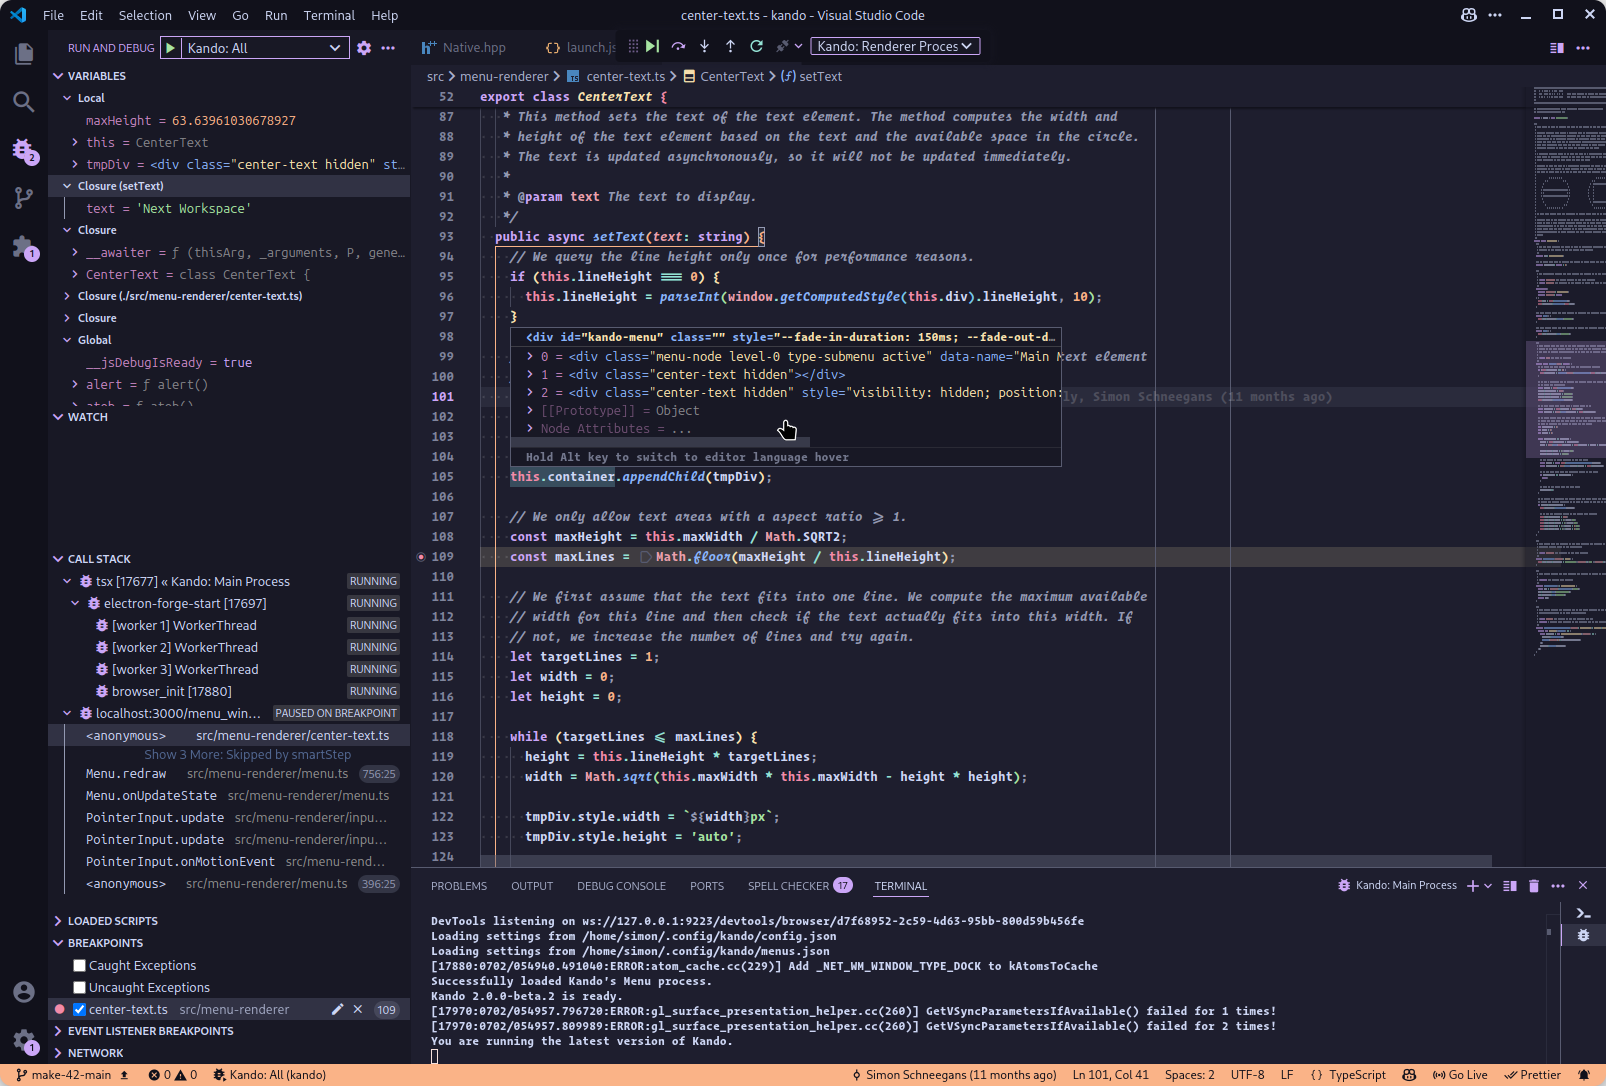 File Edit Selection View Go Run Terminal Help
center-text.ts - kando - Visual Studio Code
RUN AND DEBUG Kando: All
Native.hpp {} launch.js Kando: Renderer Proces
VARIABLES
Local
maxHeight = 63.63961030678927
this = CenterText
tmpDiv = <div class="center-text hidden" st…
Closure (setText)
text = 'Next Workspace'
Closure
__awaiter = ƒ (thisArg, _arguments, P, gene…
CenterText = class CenterText {
Closure (./src/menu-renderer/center-text.ts)
Closure
Global
__jsDebugIsReady = true
alert = ƒ alert()
atob = ƒ atob()
WATCH
CALL STACK
tsx [17677] « Kando: Main Process RUNNING
electron-forge-start [17697] RUNNING
[worker 1] WorkerThread RUNNING
[worker 2] WorkerThread RUNNING
[worker 3] WorkerThread RUNNING
browser_init [17880] RUNNING
localhost:3000/menu_win… PAUSED ON BREAKPOINT
<anonymous> src/menu-renderer/center-text.ts
Show 3 More: Skipped by smartStep
Menu.redraw src/menu-renderer/menu.ts 756:25
Menu.onUpdateState src/menu-renderer/menu.ts
PointerInput.update src/menu-renderer/inpu…
PointerInput.update src/menu-renderer/inpu…
PointerInput.onMotionEvent src/menu-rend…
<anonymous> src/menu-renderer/menu.ts 396:25
LOADED SCRIPTS
BREAKPOINTS
Caught Exceptions
Uncaught Exceptions
center-text.ts src/menu-renderer 109
EVENT LISTENER BREAKPOINTS
NETWORK
2
1
1
src > menu-renderer > TS center-text.ts > CenterText > (ƒ) setText
52 export class CenterText {
87 * This method sets the text of the text element. The method computes the width and
88 * height of the text element based on the text and the available space in the circle.
89 * The text is updated asynchronously, so it will not be updated immediately.
90 *
91 * @param text The text to display.
92 */
93 public async setText(text: string) {
94 // We query the line height only once for performance reasons.
95 if (this.lineHeight === 0) {
96 this.lineHeight = parseInt(window.getComputedStyle(this.div).lineHeight, 10);
97 }
98 <div id="kando-menu" class="" style="--fade-in-duration: 150ms; --fade-out-d…
99 0 = <div class="menu-node level-0 type-submenu active" data-name="Main M ext element
100 1 = <div class="center-text hidden"></div>
101 2 = <div class="center-text hidden" style="visibility: hidden; position: ly, Simon Schneegans (11 months ago)
102 [[Prototype]] = Object
103 Node Attributes = ...
104 Hold Alt key to switch to editor language hover
105 this.container.appendChild(tmpDiv);
106
107 // We only allow text areas with a aspect ratio >= 1.
108 const maxHeight = this.maxWidth / Math.SQRT2;
109 const maxLines = Math.floor(maxHeight / this.lineHeight);
110
111 // We first assume that the text fits into one line. We compute the maximum available
112 // width for this line and then check if the text actually fits into this width. If
113 // not, we increase the number of lines and try again.
114 let targetLines = 1;
115 let width = 0;
116 let height = 0;
117
118 while (targetLines <= maxLines) {
119 height = this.lineHeight * targetLines;
120 width = Math.sqrt(this.maxWidth * this.maxWidth - height * height);
121
122 tmpDiv.style.width = `${width}px`;
123 tmpDiv.style.height = 'auto';
124
PROBLEMS OUTPUT DEBUG CONSOLE PORTS SPELL CHECKER 17 TERMINAL Kando: Main Process
DevTools listening on ws://127.0.0.1:9223/devtools/browser/d7f68952-2c59-4d63-95bb-800d59b456fe
Loading settings from /home/simon/.config/kando/config.json
Loading settings from /home/simon/.config/kando/menus.json
[17880:0702/054940.491040:ERROR:atom_cache.cc(229)] Add _NET_WM_WINDOW_TYPE_DOCK to kAtomsToCache
Successfully loaded Kando's Menu process.
Kando 2.0.0-beta.2 is ready.
[17970:0702/054957.796720:ERROR:gl_surface_presentation_helper.cc(260)] GetVSyncParametersIfAvailable() failed for 1 times!
[17970:0702/054957.809989:ERROR:gl_surface_presentation_helper.cc(260)] GetVSyncParametersIfAvailable() failed for 2 times!
You are running the latest version of Kando.
make-42-main 0 0 Kando: All (kando) Simon Schneegans (11 months ago) Ln 101, Col 41 Spaces: 2 UTF-8 LF {} TypeScript Go Live Prettier